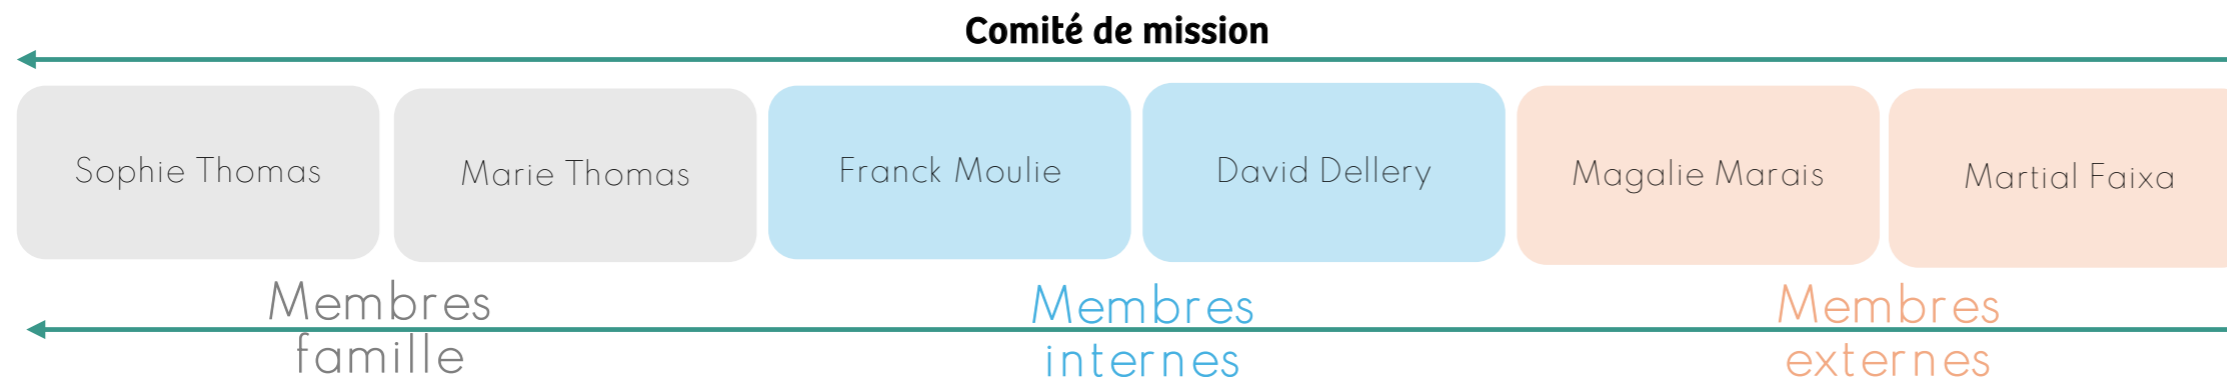 Comité de mission
Sophie Thomas
Marie Thomas
Franck Moulie
David Dellery
Magalie Marais
Martial Faixa
Membres
famille
Membres
internes
Membres
externes